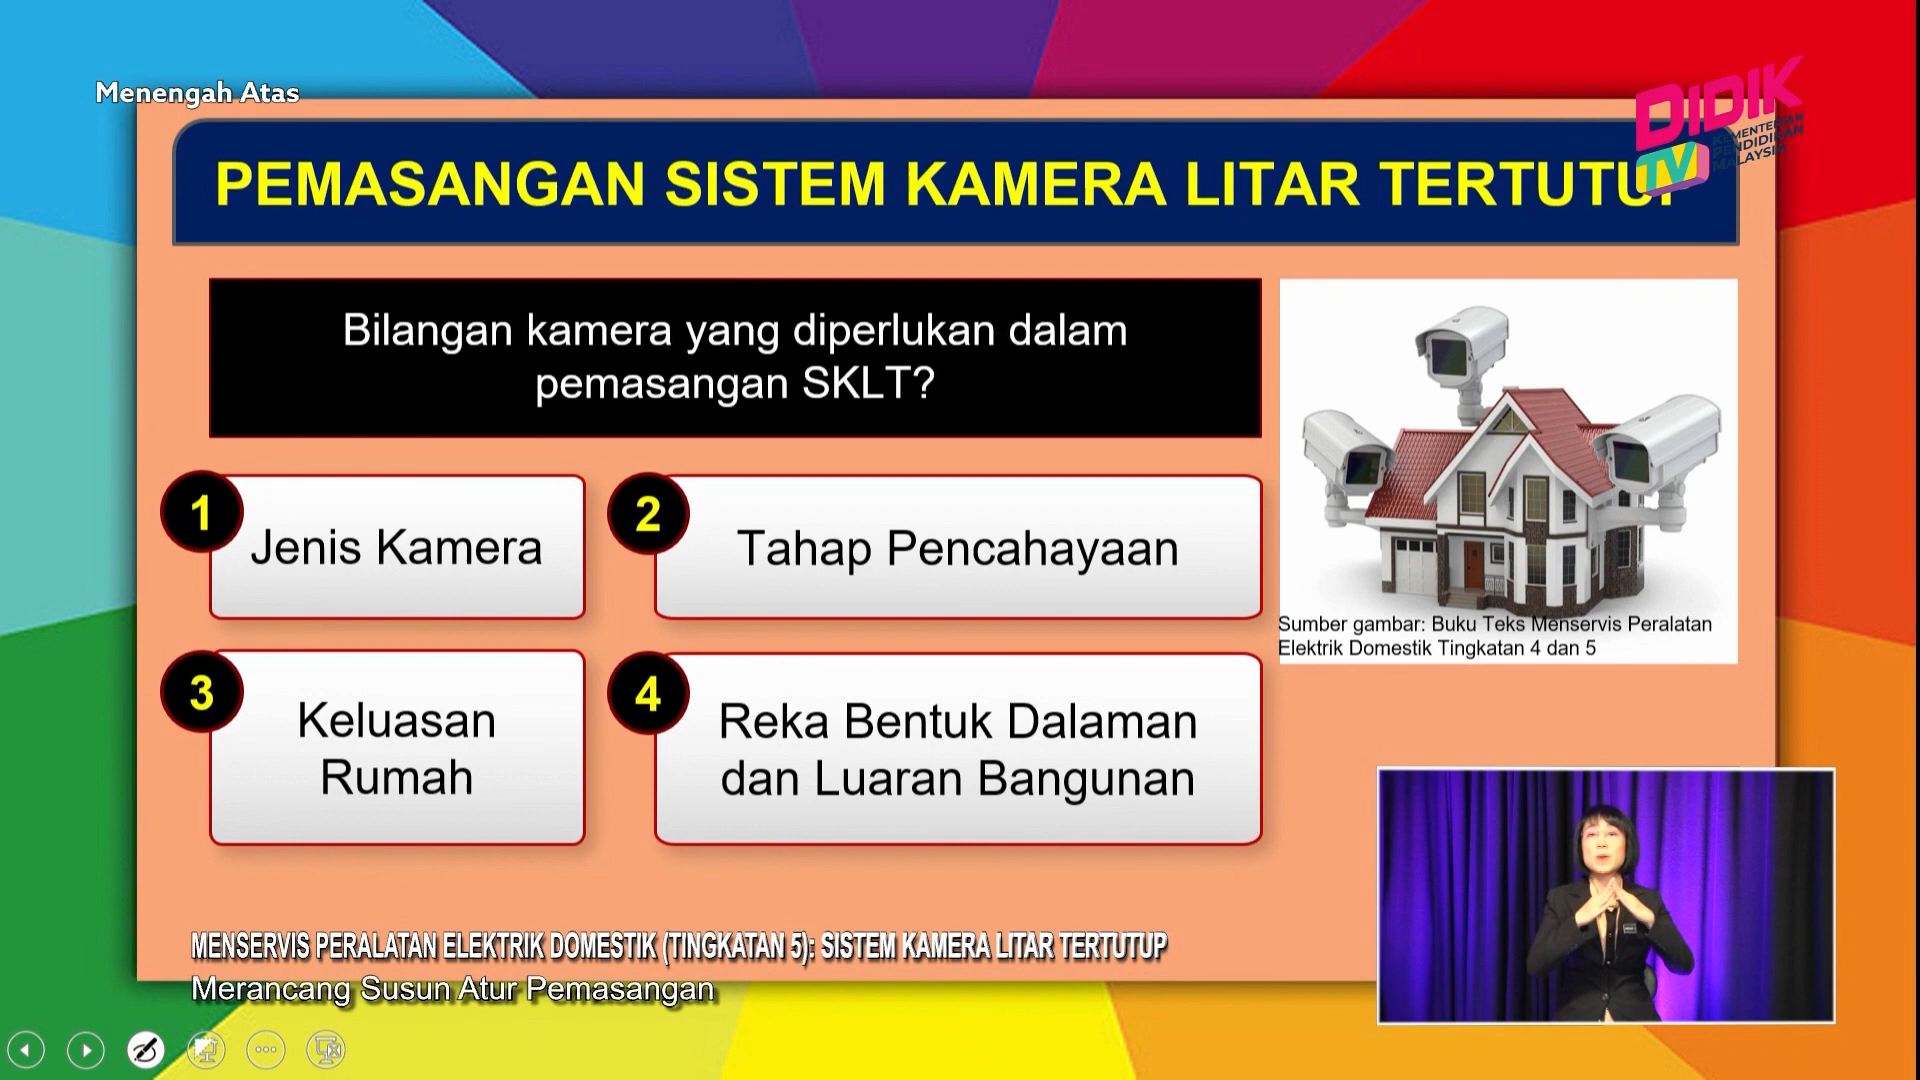 Menengah Atas
DIDIK
TV
KEMENTERIAN
PENDIDIKAN
MALAYSIA
PEMASANGAN SISTEM KAMERA LITAR TERTUTUP
Bilangan kamera yang diperlukan dalam
pemasangan SKLT?
1
Jenis Kamera
2
Tahap Pencahayaan
3
Keluasan
Rumah
4
Reka Bentuk Dalaman
dan Luaran Bangunan
Sumber gambar: Buku Teks Menservis Peralatan
Elektrik Domestik Tingkatan 4 dan 5
MENSERVIS PERALATAN ELEKTRIK DOMESTIK (TINGKATAN 5): SISTEM KAMERA LITAR TERTUTUP
Merancang Susun Atur Pemasangan